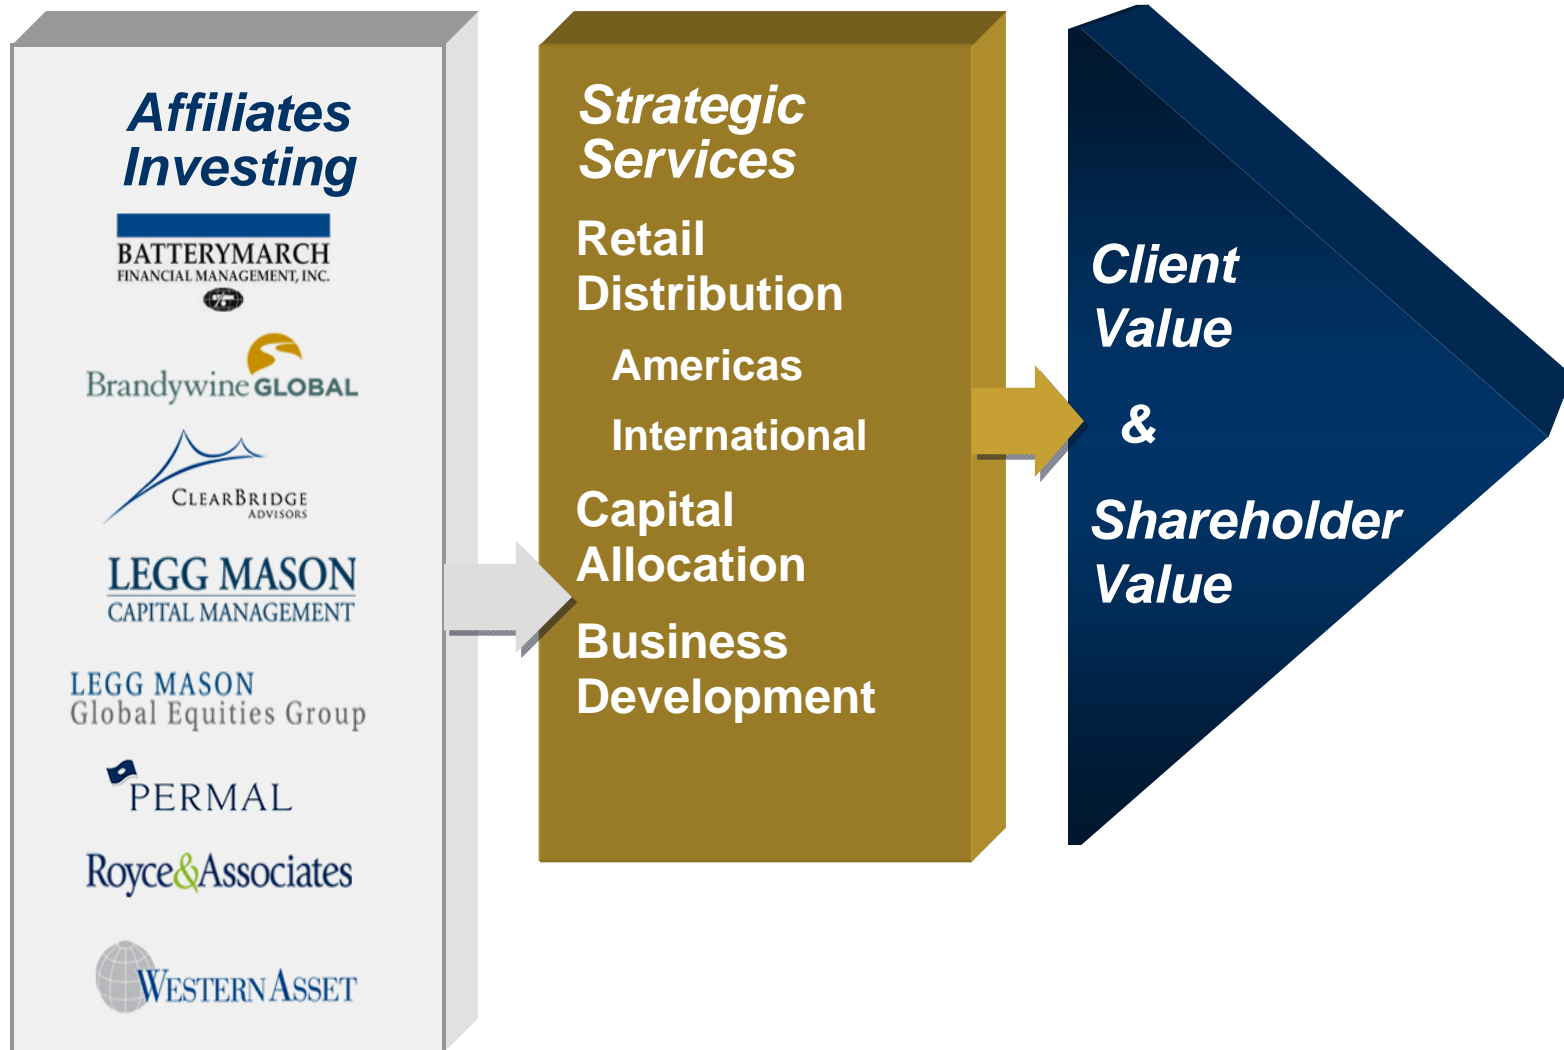 Affiliates
Investing
BATTERYMARCH
FINANCIAL MANAGEMENT, INC.
Brandywine GLOBAL
CLEARBRIDGE
ADVISORS
LEGG MASON
CAPITAL MANAGEMENT
LEGG MASON
Global Equities Group
PERMAL
Royce&Associates
WESTERN ASSET
Strategic
Services
Retail
Distribution
Americas
International
Capital
Allocation
Business
Development
Client
Value
&
Shareholder
Value